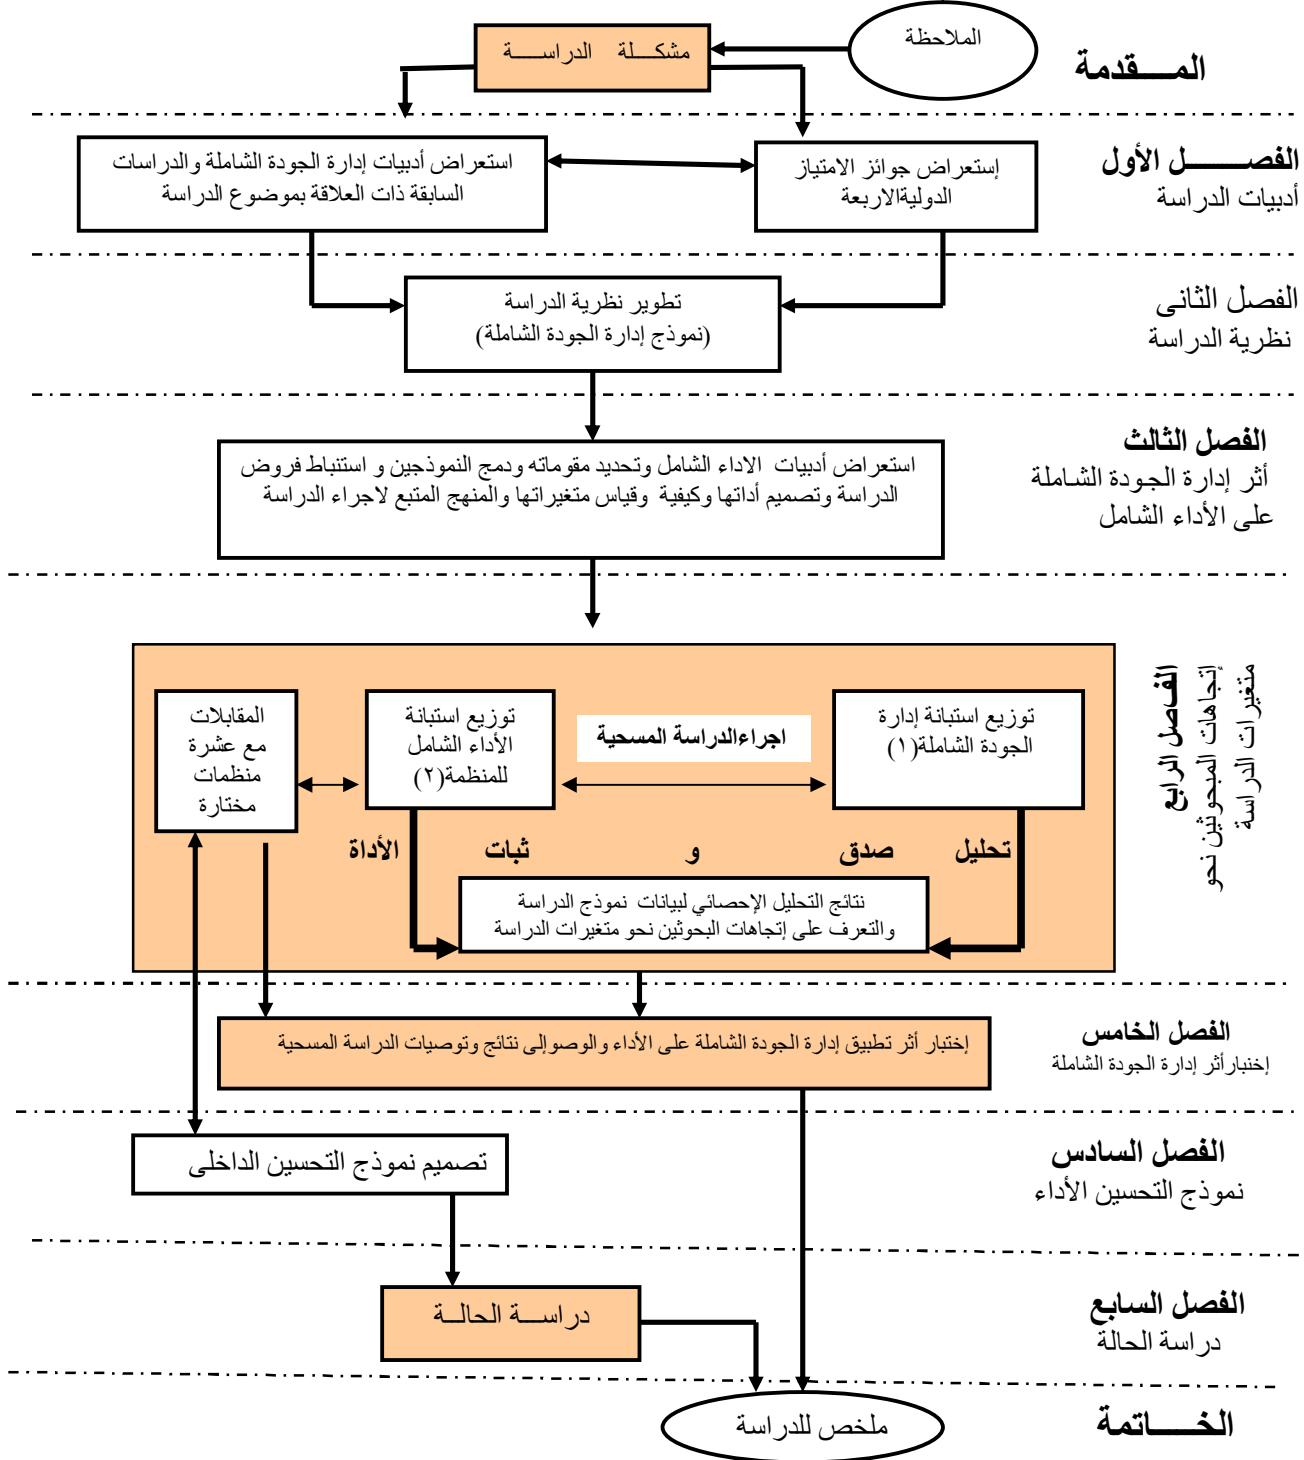 الملاحظة
مشكلة الدراسة
المقدمة
استعراض أدبيات إدارة الجودة الشاملة والدراسات
السابقة ذات العلاقة بموضوع الدراسة
إستعراض جوائز الامتياز
الدوليةالاربعة
الفصل الأول
أدبيات الدراسة
تطوير نظرية الدراسة
(نموذج إدارة الجودة الشاملة)
الفصل الثانى
نظرية الدراسة
استعراض أدبيات الاداء الشامل وتحديد مقوماته ودمج النموذجين و استنباط فروض
الدراسة وتصميم أداتها وكيفية وقياس متغيراتها والمنهج المتبع لاجراء الدراسة
الفصل الثالث
أثر إدارة الجودة الشاملة
على الأداء الشامل
توزيع استبانة إدارة
الجودة الشاملة(١)
اجراءالدراسة المسحية
توزيع استبانة
الأداء الشامل
للمنظمة(٢)
المقابلات
مع عشرة
منظمات
مختارة
تحليل صدق و ثبات الأداة
نتائج التحليل الإحصائي لبيانات نموذج الدراسة
والتعرف على إتجاهات البحوثين نحو متغيرات الدراسة
الفاصل الرابع
إتجاهات المبحوثين نحو
متغيرات الدراسة
إختبار أثر تطبيق إدارة الجودة الشاملة على الأداء والوصوإلى نتائج وتوصيات الدراسة المسحية
الفصل الخامس
إختبارأثر إدارة الجودة الشاملة
تصميم نموذج التحسين الداخلى
الفصل السادس
نموذج التحسين الأداء
دراسة الحالة
الفصل السابع
دراسة الحالة
ملخص للدراسة
الخاتمة